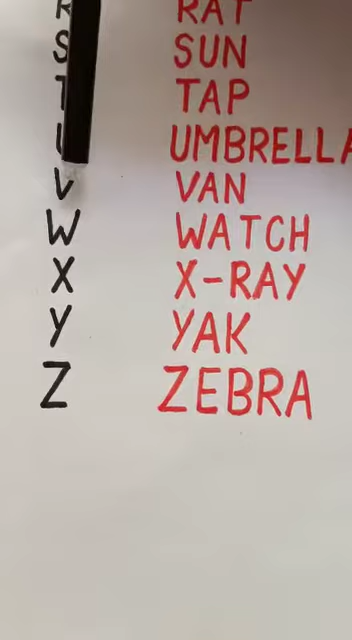 R RAT
S SUN
T TAP
U UMBRELLA
V VAN
W WATCH
X X-RAY
Y YAK
Z ZEBRA